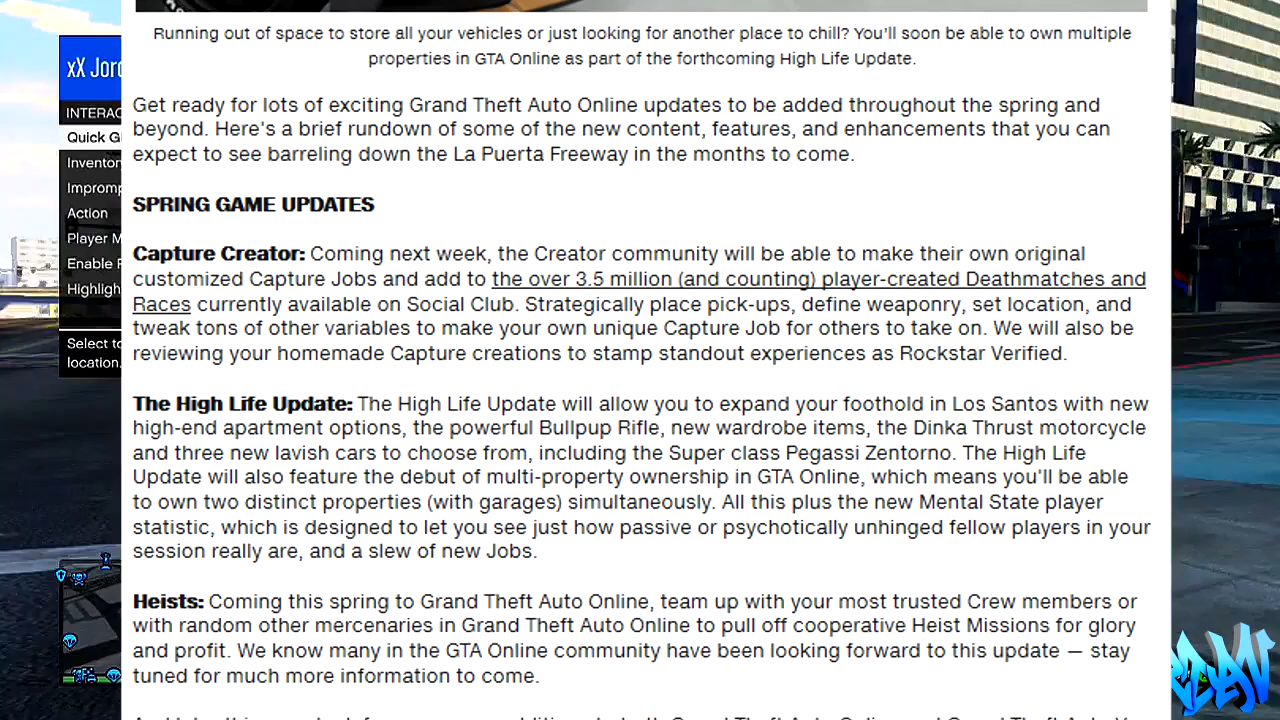 Running out of space to store all your vehicles or just looking for another place to chill? You'll soon be able to own multiple
properties in GTA Online as part of the forthcoming High Life Update.
xX Jord
Get ready for lots of exciting Grand Theft Auto Online updates to be added throughout the spring and
beyond. Here's a brief rundown of some of the new content, features, and enhancements that you can
expect to see barreling down the La Puerta Freeway in the months to come.
INTERAC
Quick G
Inventor
Impromp
Action
Player M
Enable
Highligh
Select to
location.
SPRING GAME UPDATES
Capture Creator: Coming next week, the Creator community will be able to make their own original
customized Capture Jobs and add to the over 3.5 million (and counting) player-created Deathmatches and
Races currently available on Social Club. Strategically place pick-ups, define weaponry, set location, and
tweak tons of other variables to make your own unique Capture Job for others to take on. We will also be
reviewing your homemade Capture creations to stamp standout experiences as Rockstar Verified.
The High Life Update: The High Life Update will allow you to expand your foothold in Los Santos with new
high-end apartment options, the powerful Bullpup Rifle, new wardrobe items, the Dinka Thrust motorcycle
and three new lavish cars to choose from, including the Super class Pegassi Zentorno. The High Life
Update will also feature the debut of multi-property ownership in GTA Online, which means you'll be able
to own two distinct properties (with garages) simultaneously. All this plus the new Mental State player
statistic, which is designed to let you see just how passive or psychotically unhinged fellow players in your
session really are, and a slew of new Jobs.
Heists: Coming this spring to Grand Theft Auto Online, team up with your most trusted Crew members or
with random other mercenaries in Grand Theft Auto Online to pull off cooperative Heist Missions for glory
and profit. We know many in the GTA Online community have been looking forward to this update — stay
tuned for much more information to come.